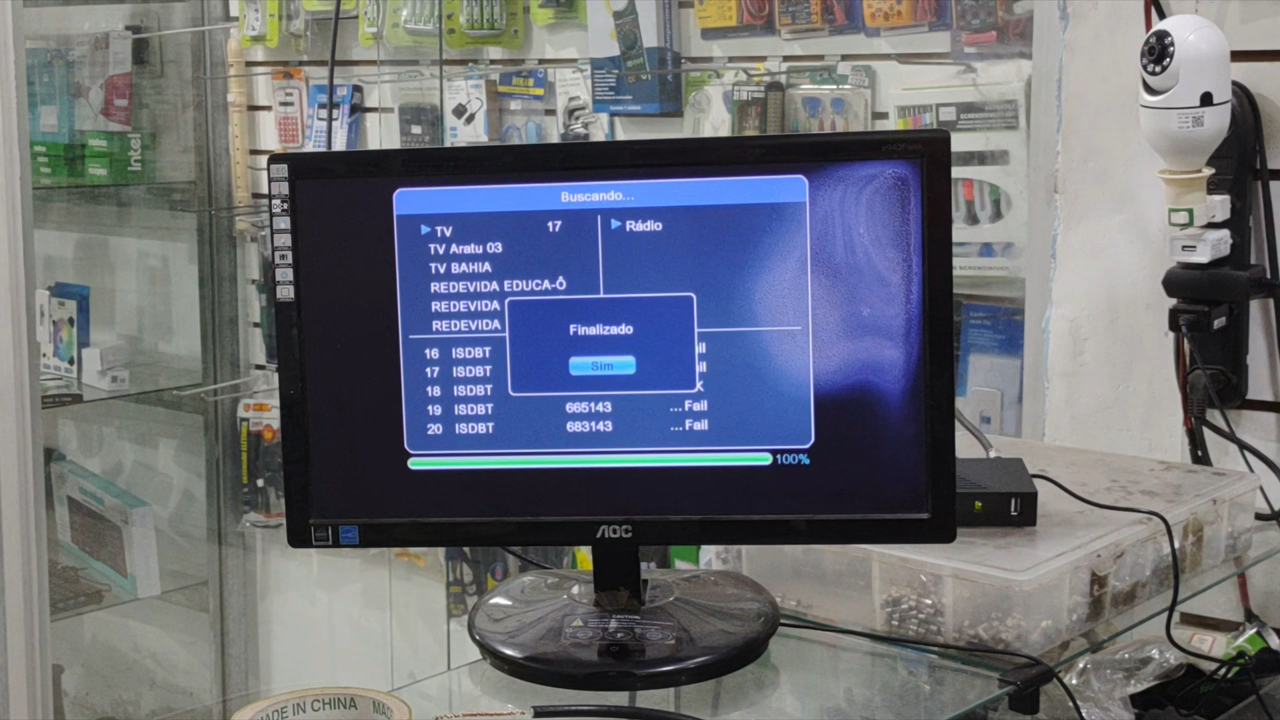 Buscando...
TV 17
Rádio
TV Aratu 03
TV BAHIA
REDEVIDA EDUCA-Ô
REDEVIDA
REDEVIDA
Finalizado
Sim
16 ISDBT
17 ISDBT
18 ISDBT
19 ISDBT 665143 ...Fail
20 ISDBT 683143 ...Fail
100%
AOC
intel
CAUTION
MADE IN CHINA